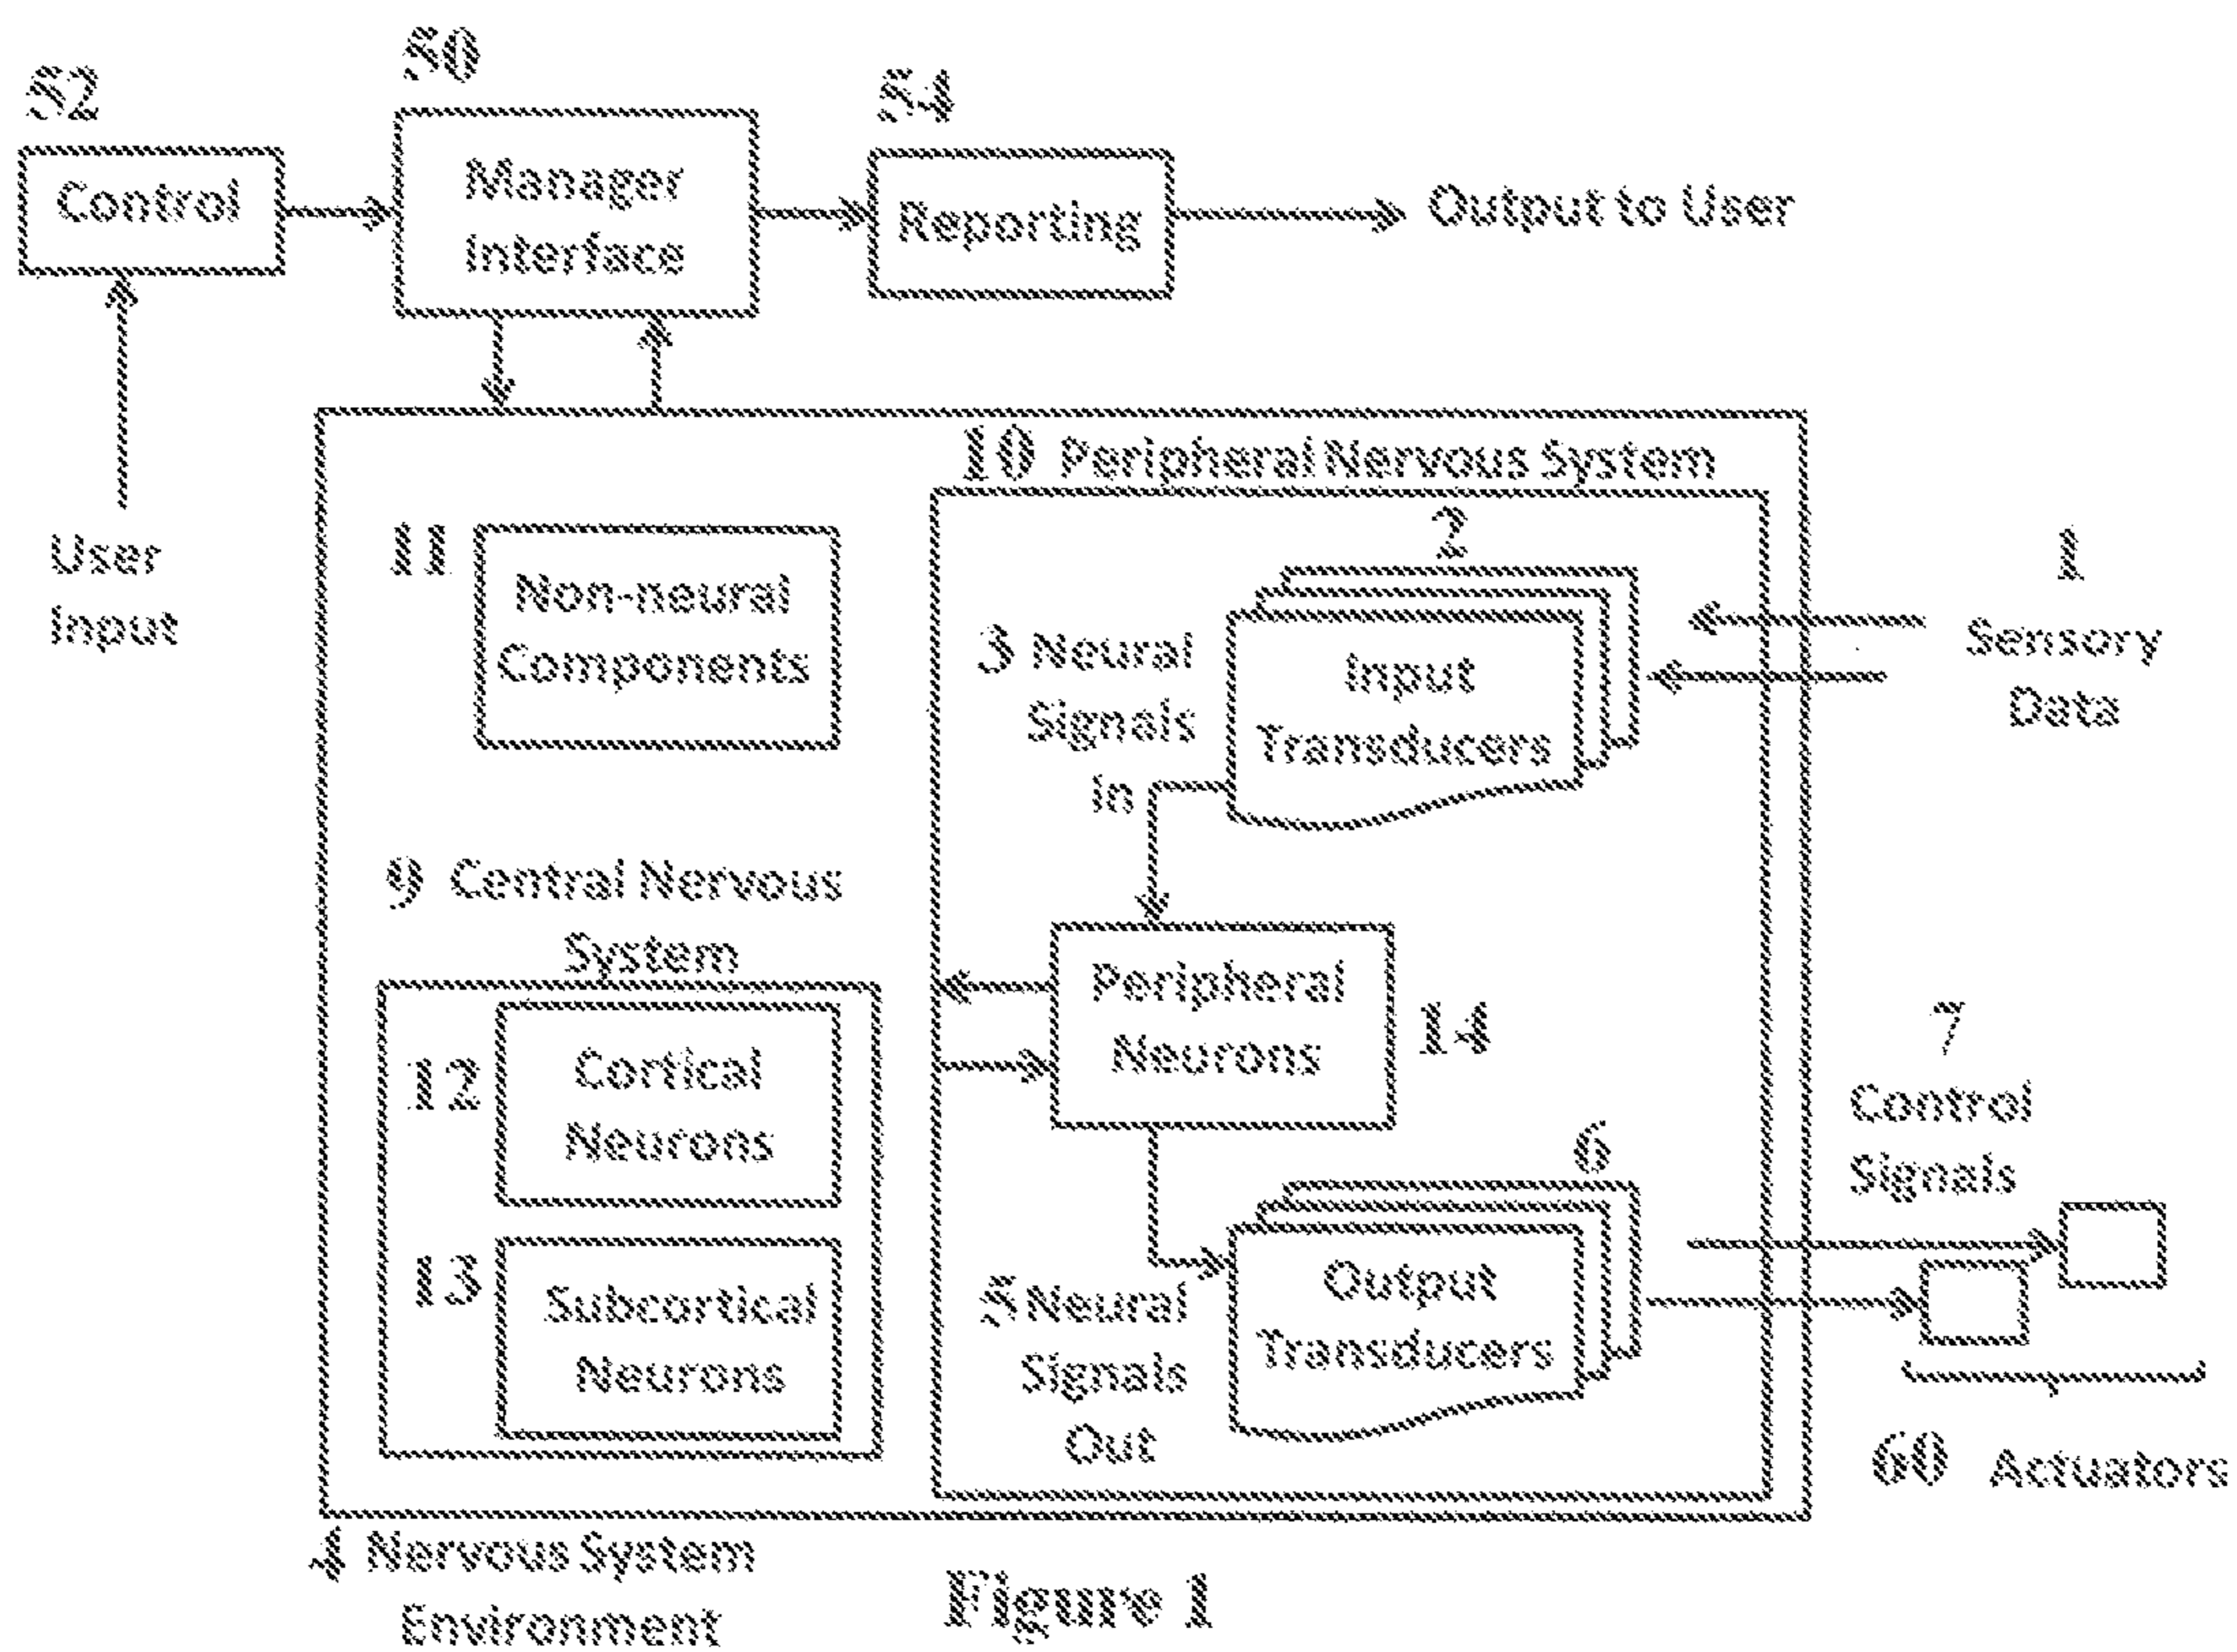 52
50
54
Control
Manager
Interface
Reporting
Output to User
User
Input
10 Peripheral Nervous System
11
Non-neural
Components
2
Input
Transducers
3 Neural
Signals
In
1
Sensory
Data
9 Central Nervous
System
12
Cortical
Neurons
13
Subcortical
Neurons
Peripheral
Neurons
14
6
Output
Transducers
5 Neural
Signals
Out
7
Control
Signals
60 Actuators
4 Nervous System
Environment
Figure 1